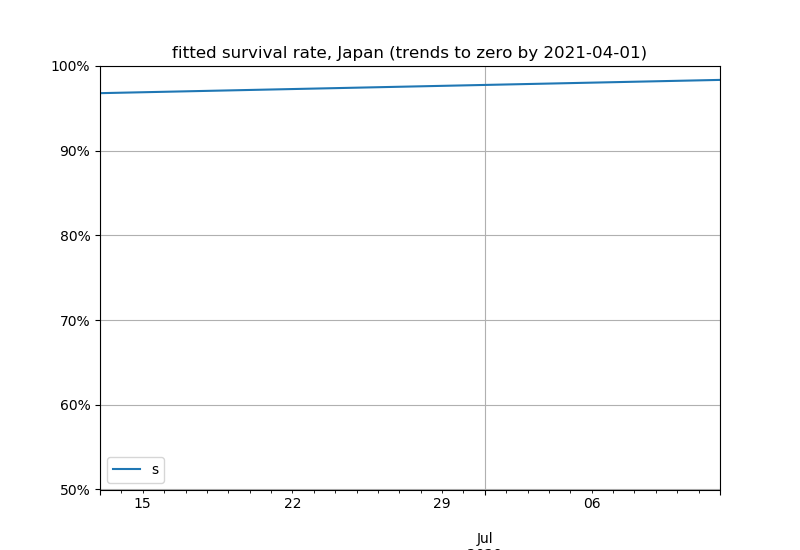 fitted survival rate, Japan (trends to zero by 2021-04-01)
100%
90%
80%
70%
60%
50%
s
15 22 29 06
Jul